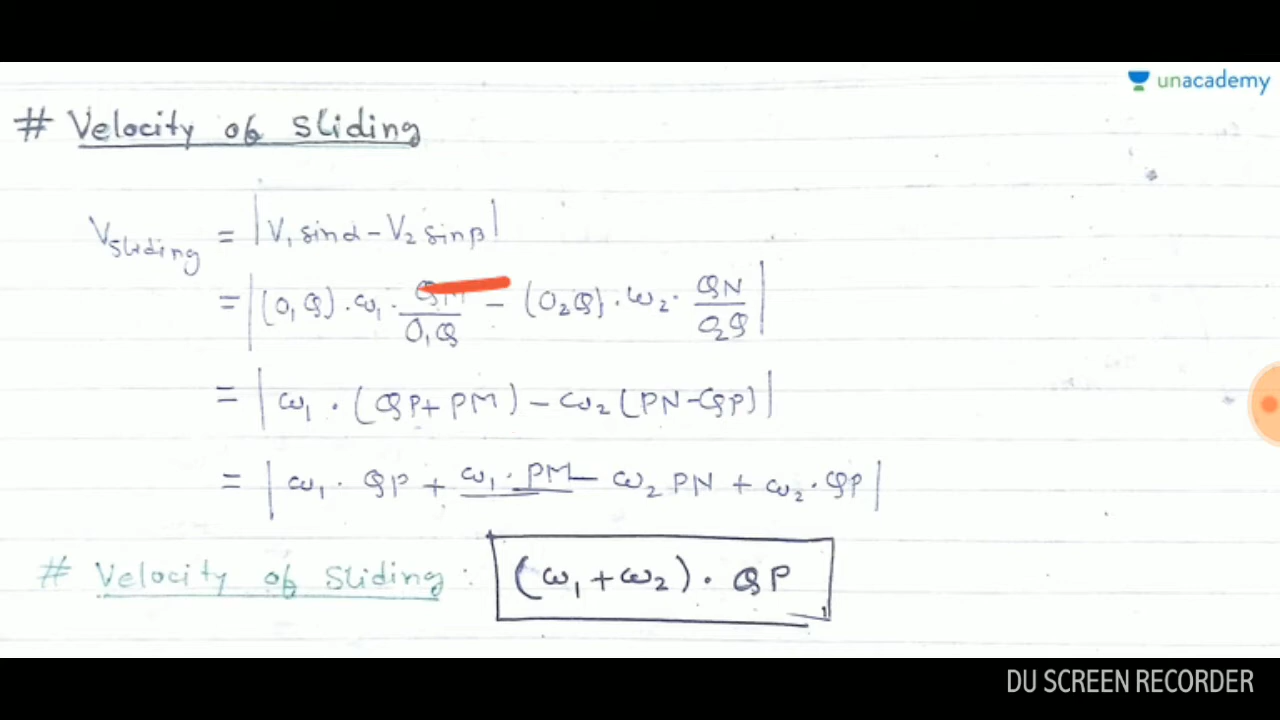 unacademy
# Velocity of Sliding
V_Sliding = |V₁ sinα - V₂ sinβ|
= |(O₁Q).ω₁. QM/O₁Q - (O₂Q).ω₂. QN/O₂Q|
= |ω₁ . (QP + PM) - ω₂ (PN - QP)|
= |ω₁ . QP + ω₁ . PM - ω₂ PN + ω₂ . QP|
# Velocity of Sliding : (ω₁ + ω₂) . QP
DU SCREEN RECORDER